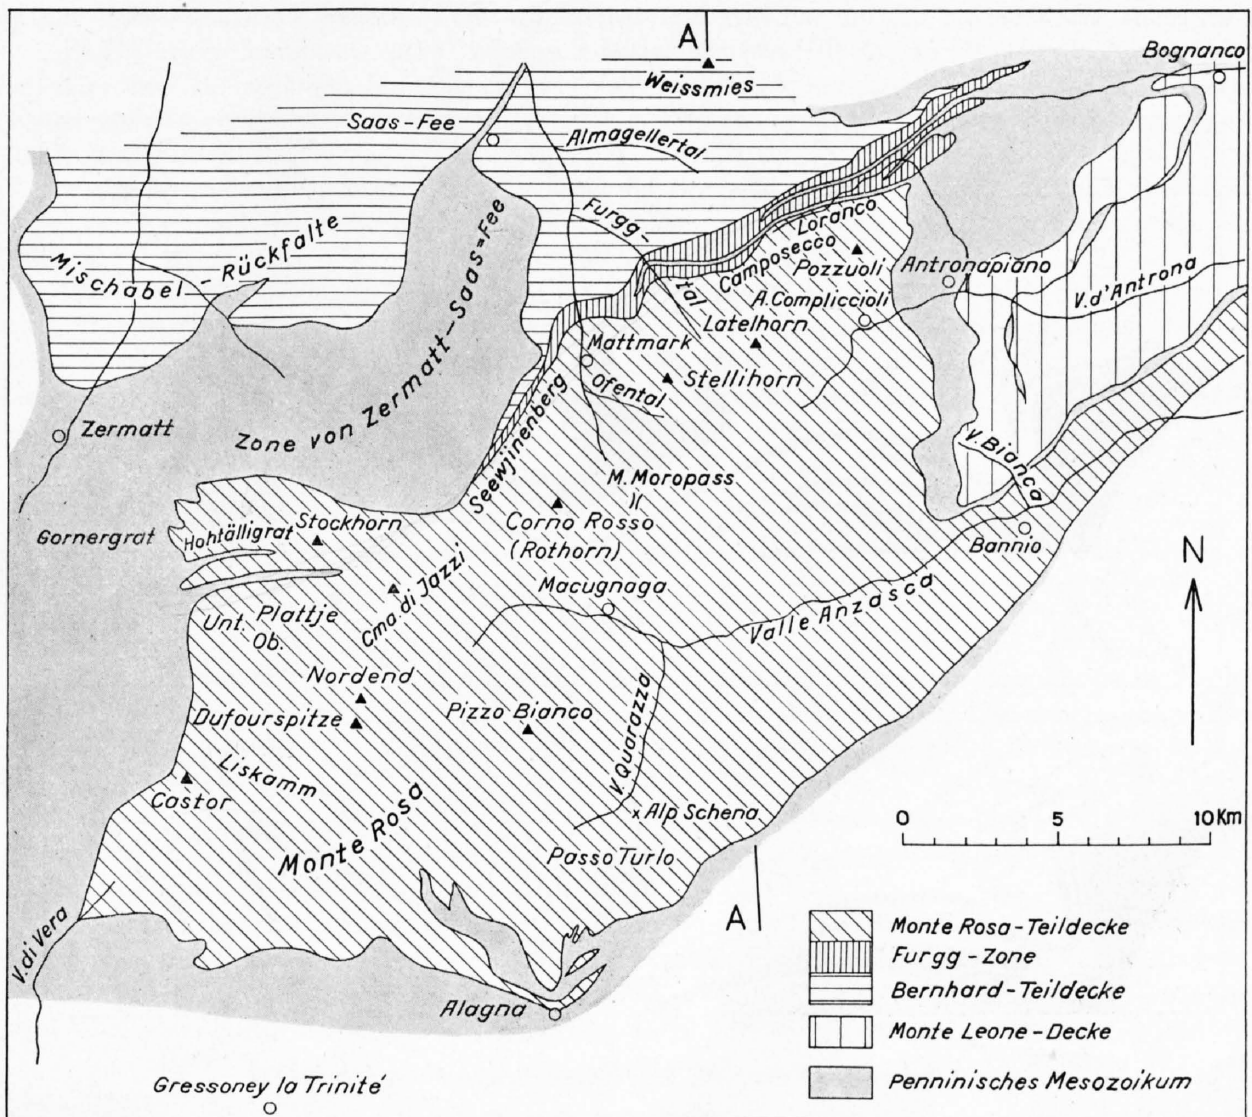 A
Bognanco
Weissmies
Saas-Fee
Almagellertal
Furgg-
tal
Loranco
Camposecco
Pozzuoli
Antronapiano
V. d'Antrona
A. Compliccioli
Latelhorn
Mischabel-Rückfalte
Mattmark
Stellihorn
Ofental
Zone von Zermatt-Saas=Fee
Zermatt
Seewjinenberg
V. Bianca
M. Moropass
Gornergrat
Hohtälligrat
Stockhorn
Corno Rosso
(Rothorn)
Bannio
N
Macugnaga
Cma. di Jazzi
Unt. Plattje
Ob.
Valle Anzasca
Nordend
Dufourspitze
Pizzo Bianco
V. Quarazza
Liskamm
Castor
Monte Rosa
x Alp Schena
Passo Turlo
0 5 10 Km
A
V. di Vera
Alagna
Gressoney la Trinité
Monte Rosa-Teildecke
Furgg-Zone
Bernhard-Teildecke
Monte Leone-Decke
Penninisches Mesozoikum